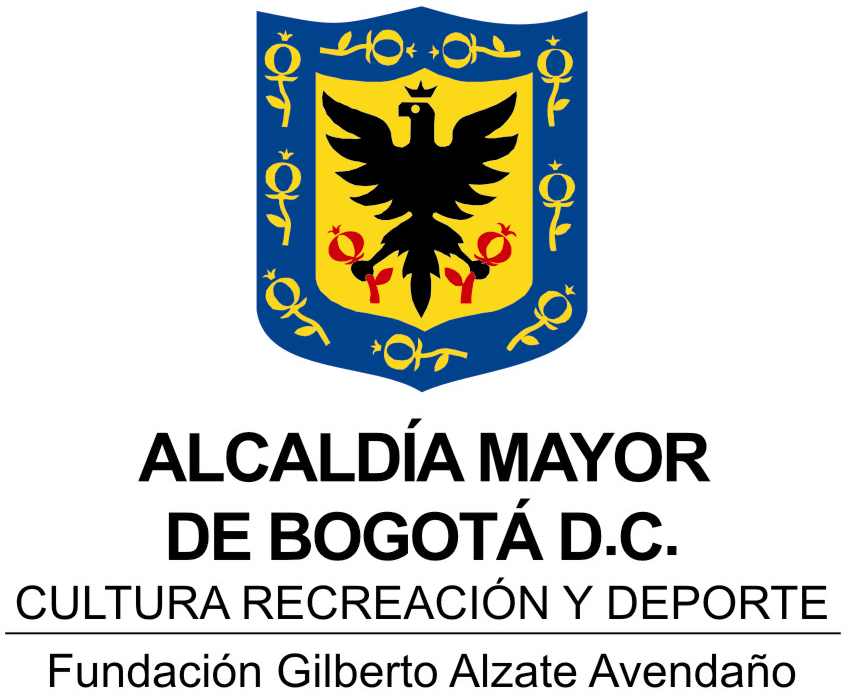 ALCALDÍA MAYOR
DE BOGOTÁ D.C.
CULTURA RECREACIÓN Y DEPORTE
Fundación Gilberto Alzate Avendaño